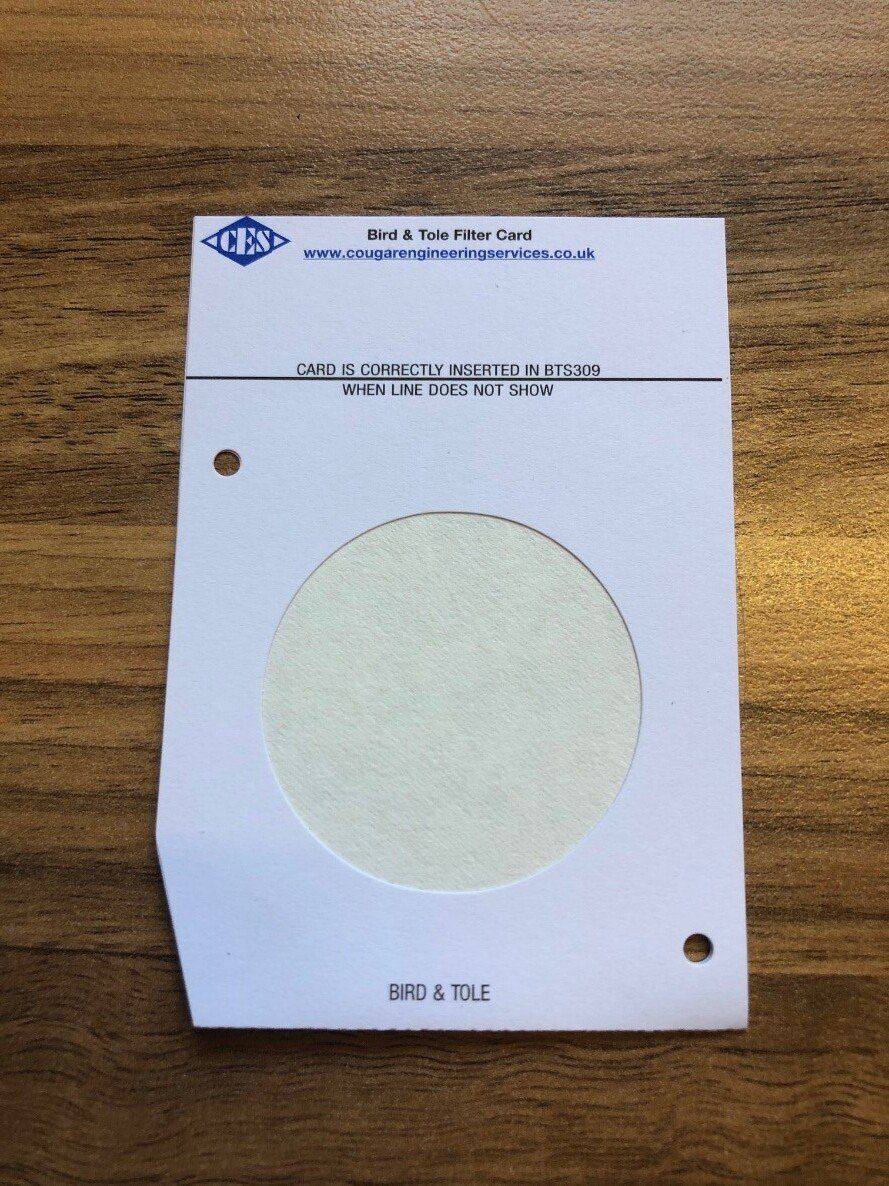 CES
Bird & Tole Filter Card
www.cougarengineeringservices.co.uk
CARD IS CORRECTLY INSERTED IN BTS309
WHEN LINE DOES NOT SHOW
BIRD & TOLE